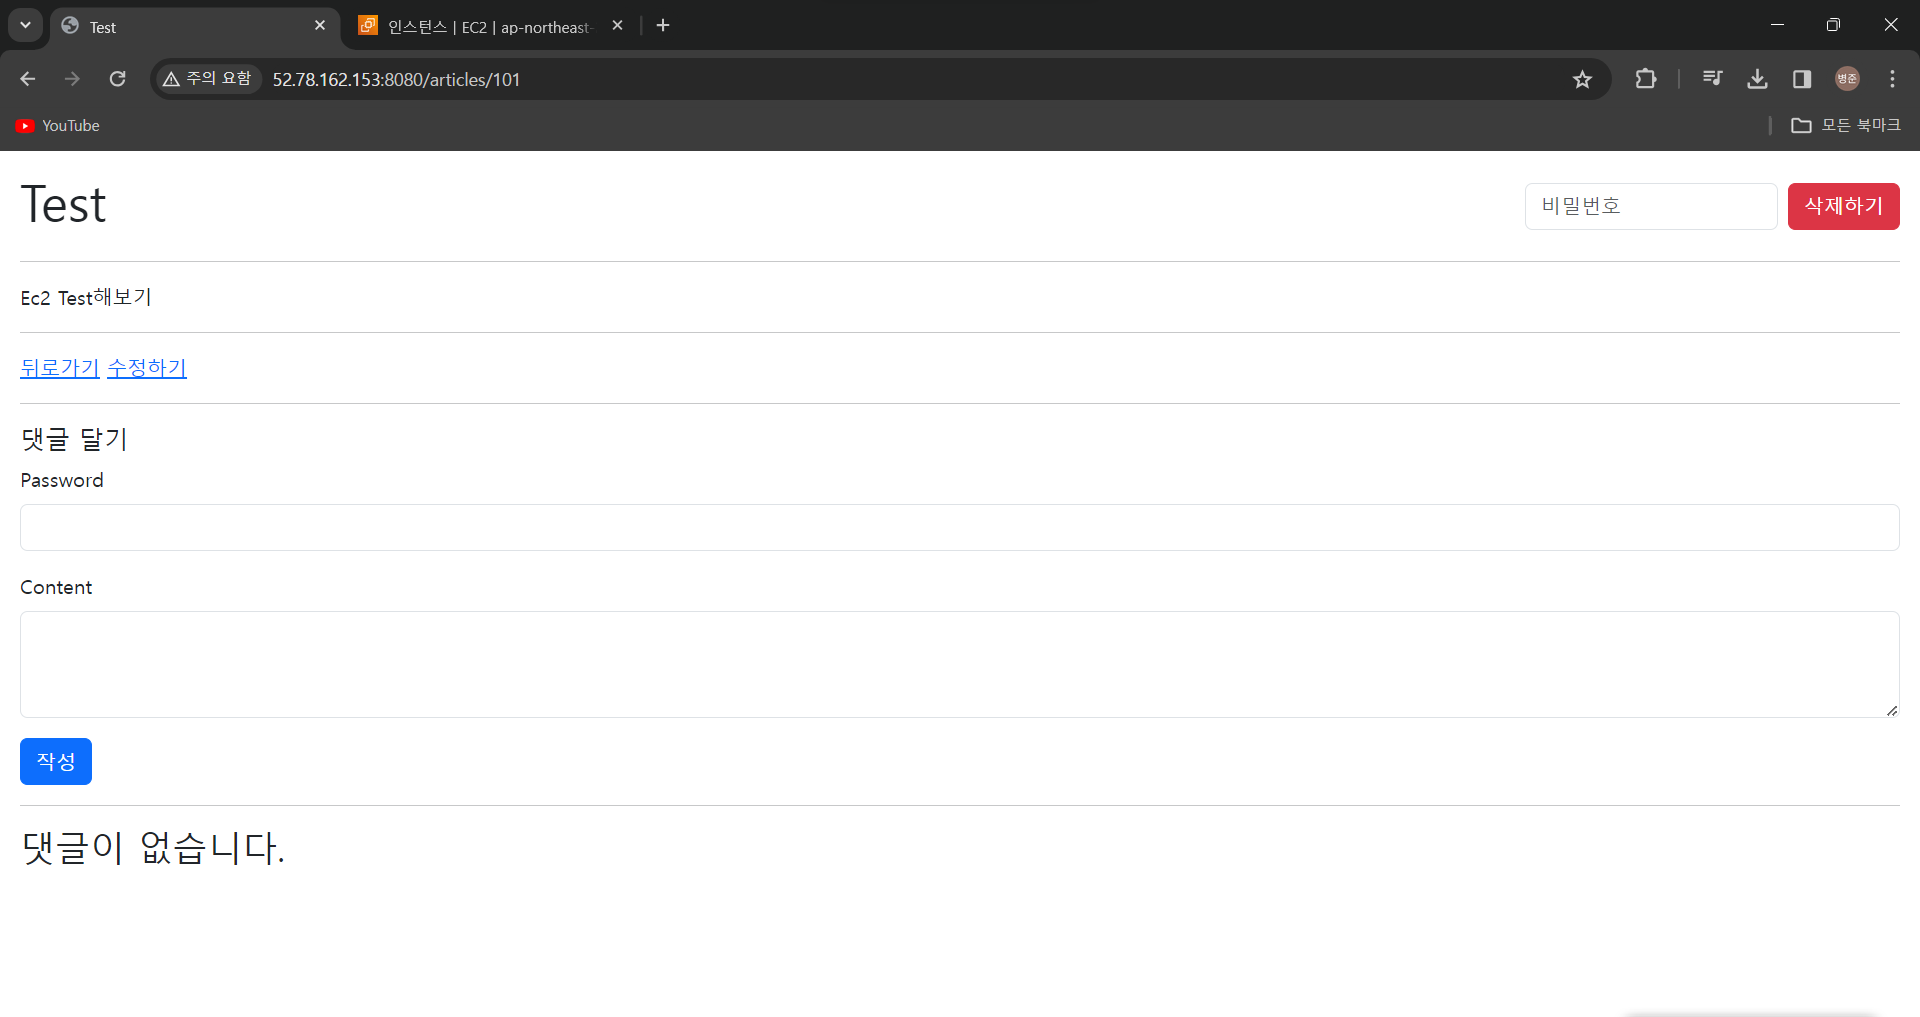 Test
인스턴스 | EC2 | ap-northeast-
주의 요함
52.78.162.153:8080/articles/101
병준
YouTube
모든 북마크
Test
비밀번호
삭제하기
Ec2 Test해보기
뒤로가기 수정하기
댓글 달기
Password
Content
작성
댓글이 없습니다.